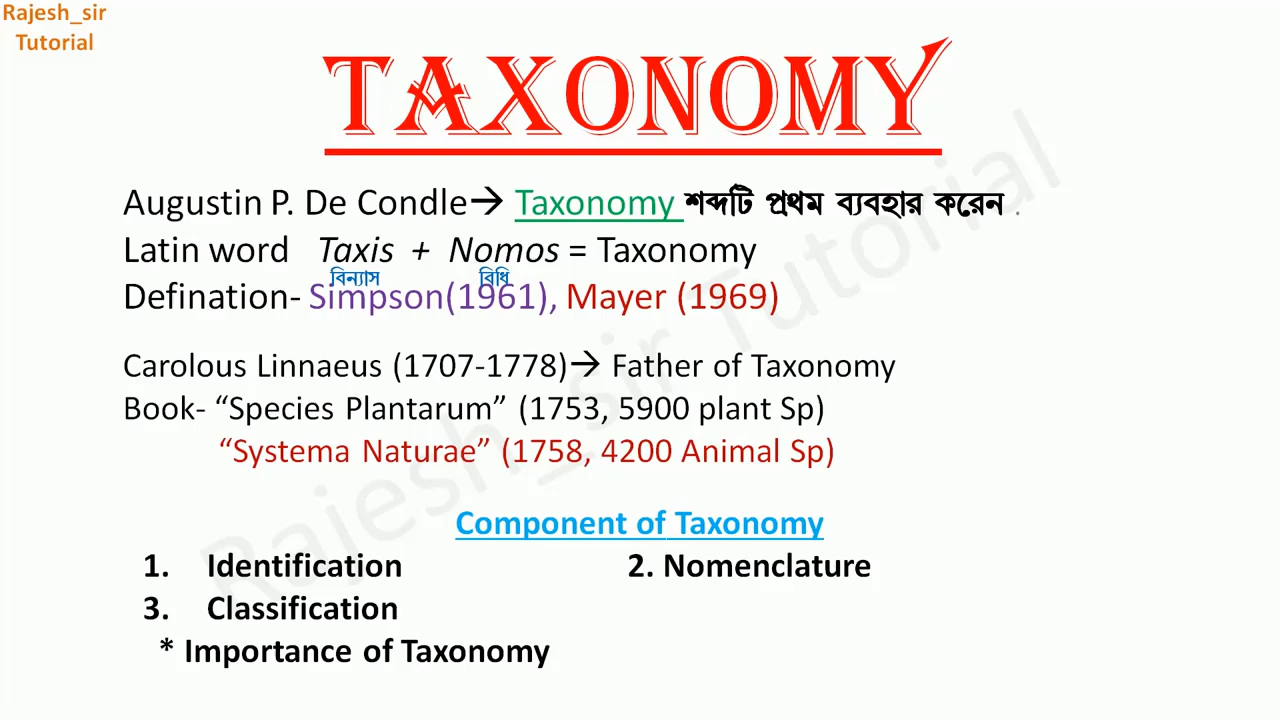 Rajesh_sir
Tutorial
TAXONOMY
Augustin P. De Condle→ Taxonomy শব্দটি প্রথম ব্যবহার করেন .
Latin word Taxis + Nomos = Taxonomy
বিন্যাস বিধি
Defination- Simpson(1961), Mayer (1969)
Carolous Linnaeus (1707-1778)→ Father of Taxonomy
Book- “Species Plantarum” (1753, 5900 plant Sp)
“Systema Naturae” (1758, 4200 Animal Sp)
Component of Taxonomy
1. Identification 2. Nomenclature
3. Classification
* Importance of Taxonomy
Rajesh_sir Tutorial